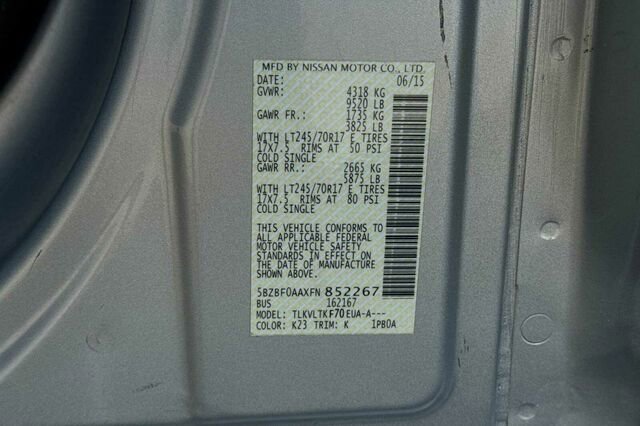 MFD BY NISSAN MOTOR CO., LTD.
DATE: 06/15
GVWR: 4318 KG
9520 LB
GAWR FR.: 1735 KG
3825 LB
WITH LT245/70R17 E TIRES
17X7.5 RIMS AT 50 PSI
COLD SINGLE
GAWR RR.: 2665 KG
5875 LB
WITH LT245/70R17 E TIRES
17X7.5 RIMS AT 80 PSI
COLD SINGLE
THIS VEHICLE CONFORMS TO
ALL APPLICABLE FEDERAL
MOTOR VEHICLE SAFETY
STANDARDS IN EFFECT ON
THE DATE OF MANUFACTURE
SHOWN ABOVE.
5BZBF0AAXFN 852267
BUS 162167
MODEL: TLKVLTKF70EUA-A---
COLOR: K23 TRIM: K 1PB0A